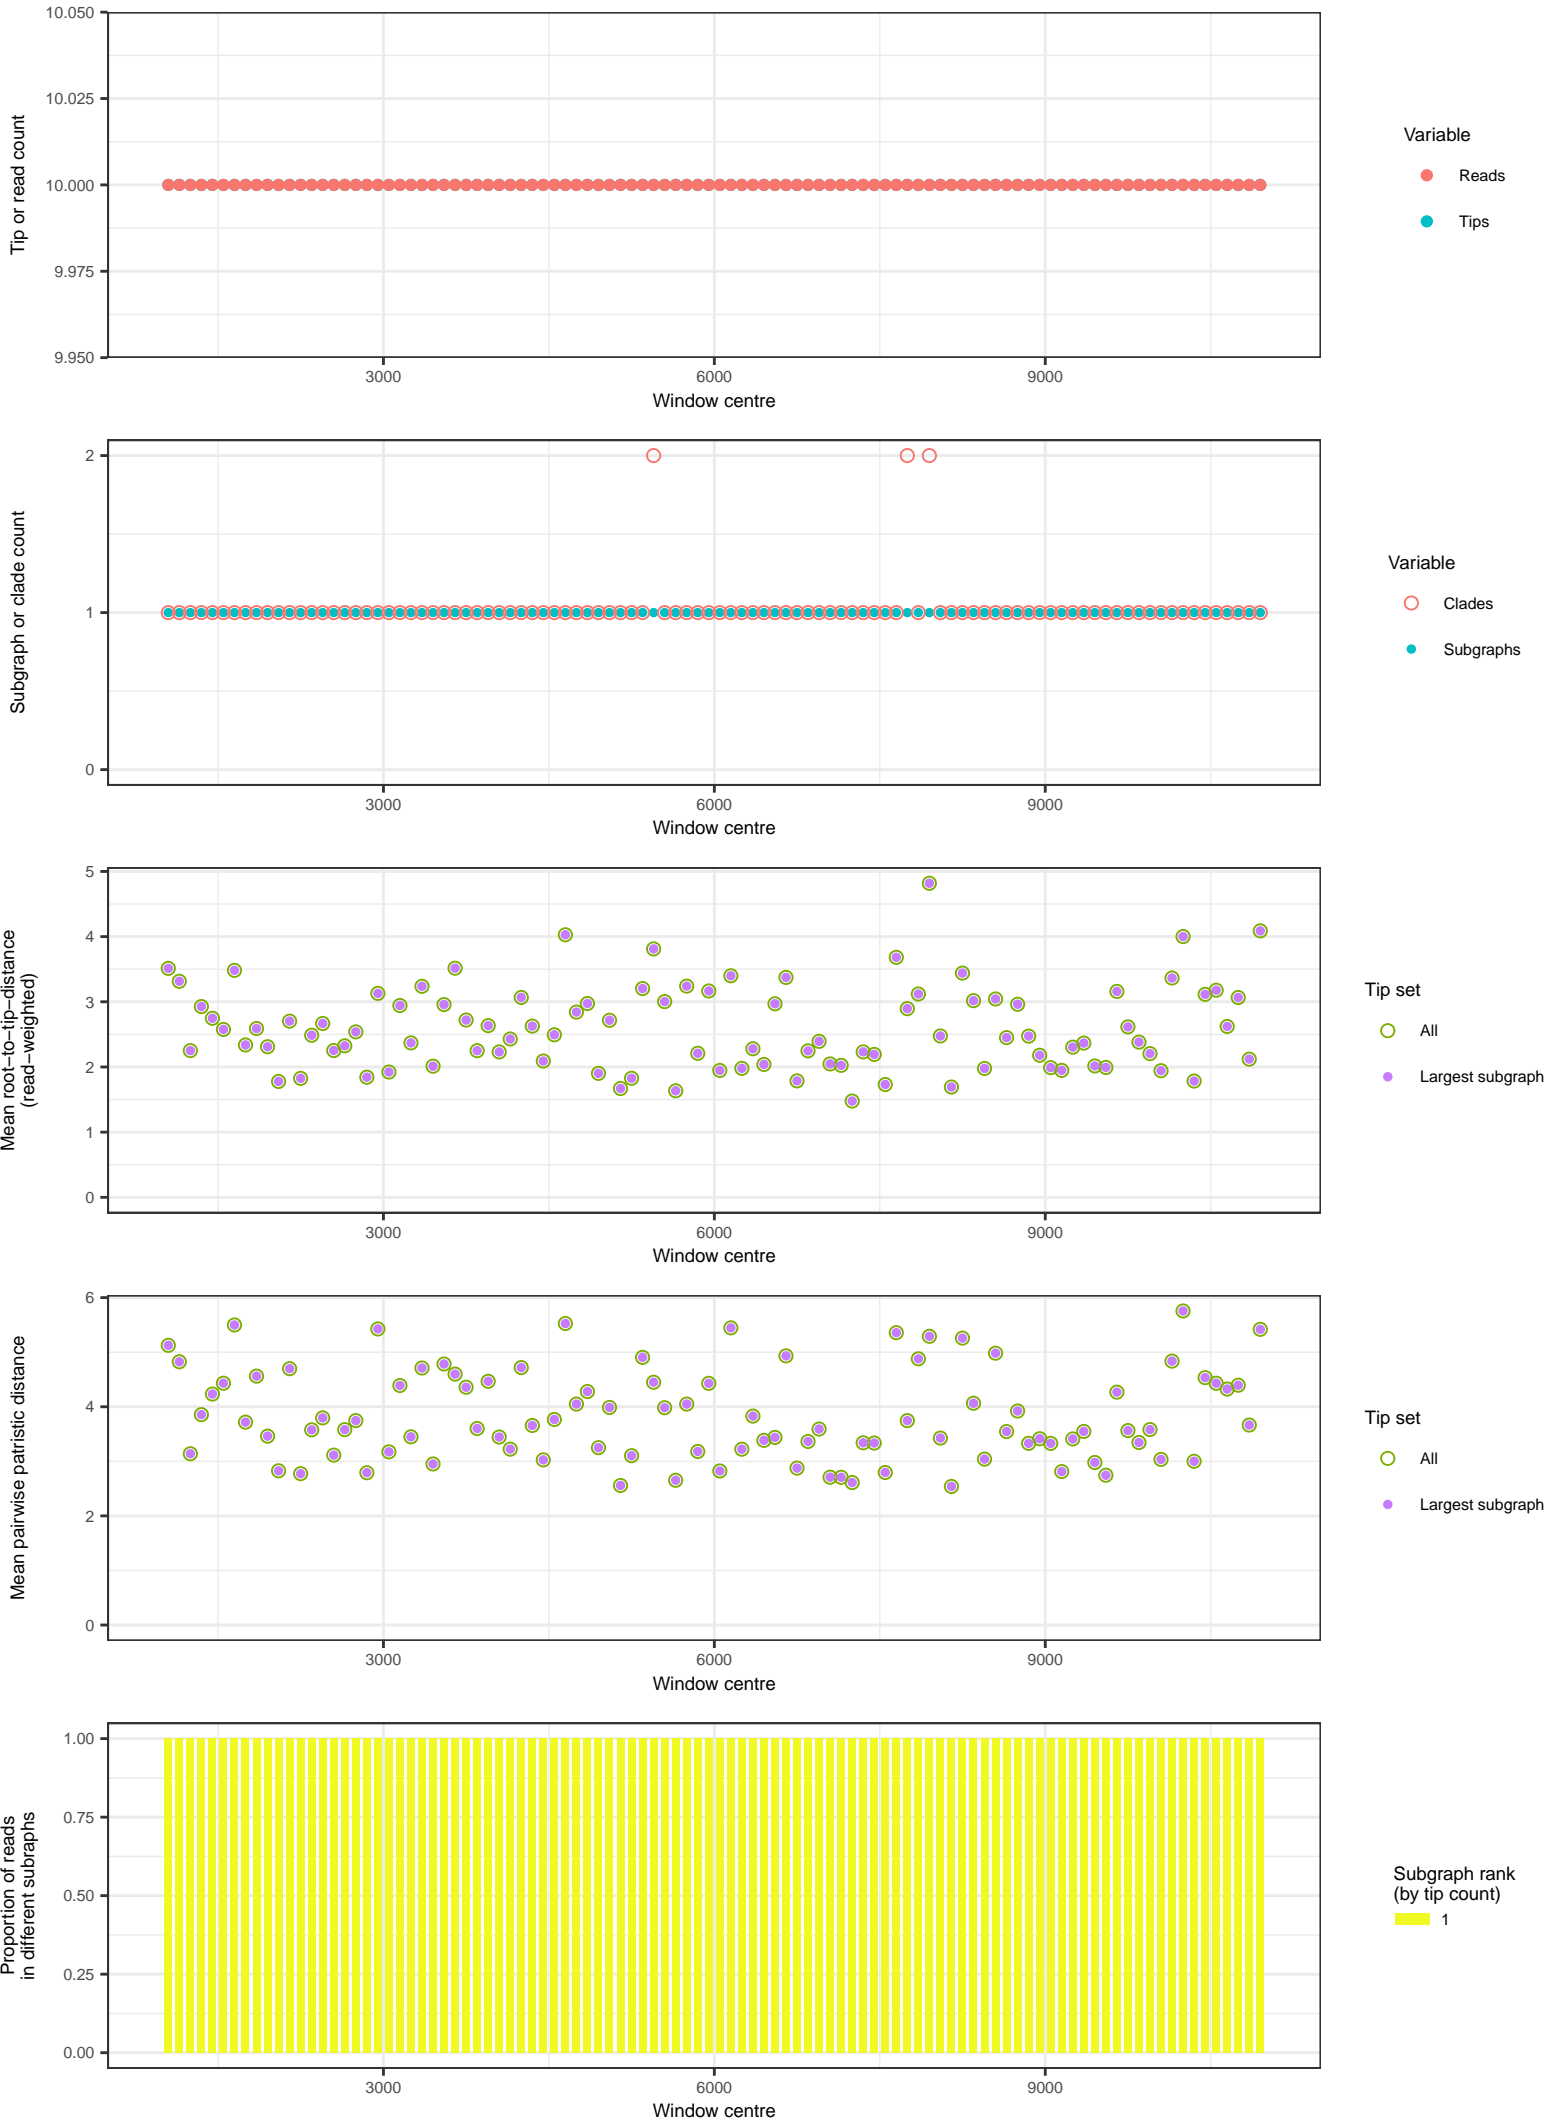 10.050
10.025
10.000
9.975
9.950
Tip or read count
3000
6000
9000
Window centre
Variable
Reads
Tips
2
1
0
Subgraph or clade count
3000
6000
9000
Window centre
Variable
Clades
Subgraphs
5
4
3
2
1
0
Mean root−to−tip−distance
(read−weighted)
3000
6000
9000
Window centre
Tip set
All
Largest subgraph
6
4
2
0
Mean pairwise patristic distance
3000
6000
9000
Window centre
Tip set
All
Largest subgraph
1.00
0.75
0.50
0.25
0.00
Proportion of reads
in different subraphs
3000
6000
9000
Window centre
Subgraph rank
(by tip count)
1